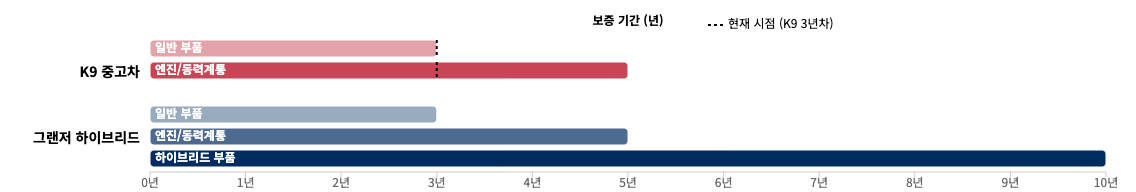 보증 기간 (년)
현재 시점 (K9 3년차)
K9 중고차
일반 부품
엔진/동력계통
그랜저 하이브리드
일반 부품
엔진/동력계통
하이브리드 부품
0년 1년 2년 3년 4년 5년 6년 7년 8년 9년 10년